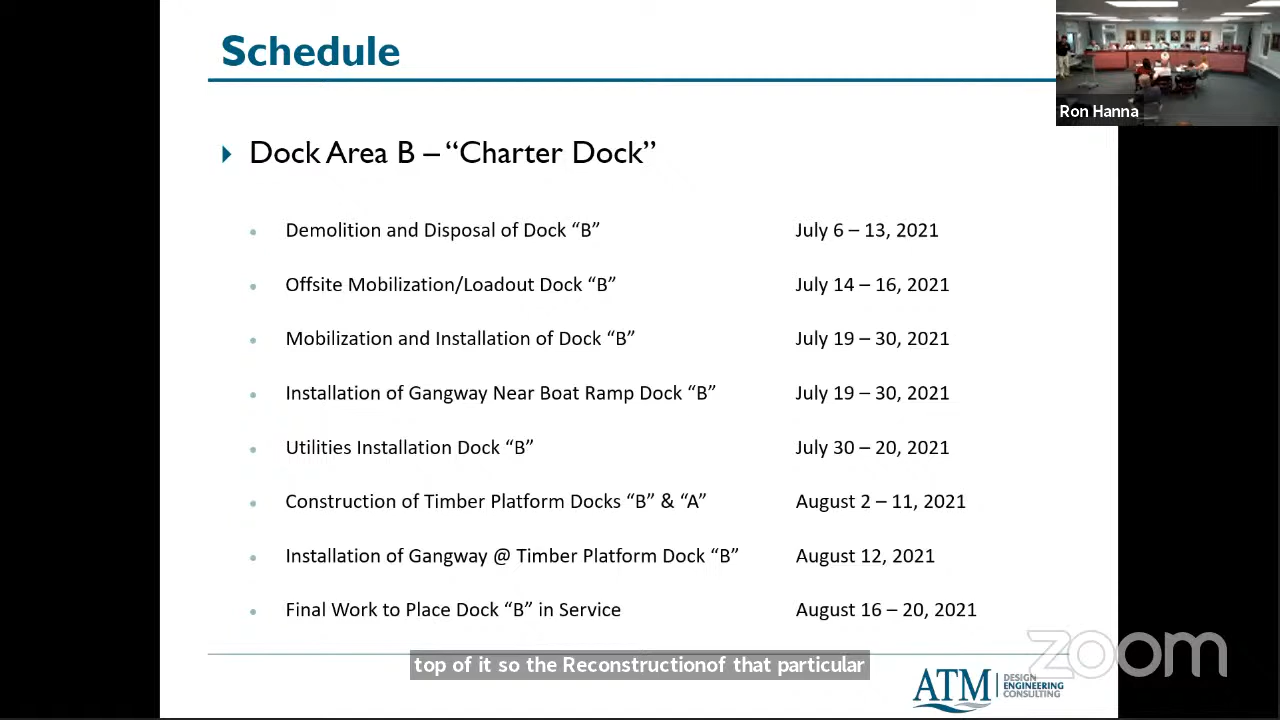 Schedule
Ron Hanna
Dock Area B – “Charter Dock”
Demolition and Disposal of Dock “B” July 6 – 13, 2021
Offsite Mobilization/Loadout Dock “B” July 14 – 16, 2021
Mobilization and Installation of Dock “B” July 19 – 30, 2021
Installation of Gangway Near Boat Ramp Dock “B” July 19 – 30, 2021
Utilities Installation Dock “B” July 30 – 20, 2021
Construction of Timber Platform Docks “B” & “A” August 2 – 11, 2021
Installation of Gangway @ Timber Platform Dock “B” August 12, 2021
Final Work to Place Dock “B” in Service August 16 – 20, 2021
top of it so the Reconstructionof that particular
zoom
ATM DESIGN
ENGINEERING
CONSULTING